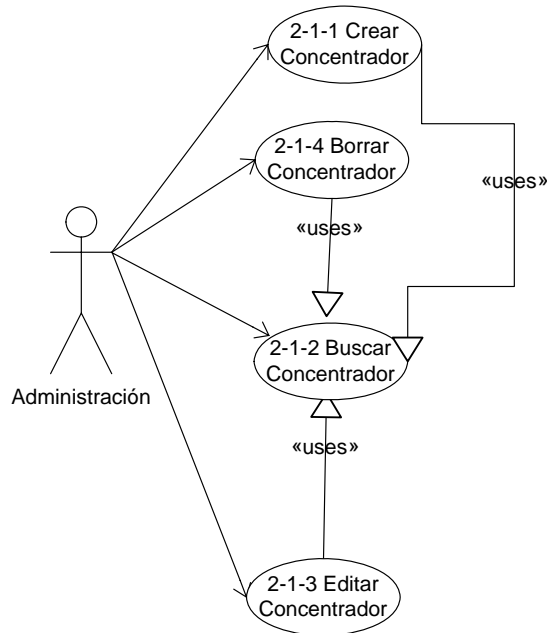 2-1-1 Crear
Concentrador
2-1-4 Borrar
Concentrador
«uses»
«uses»
2-1-2 Buscar
Concentrador
Administración
«uses»
2-1-3 Editar
Concentrador